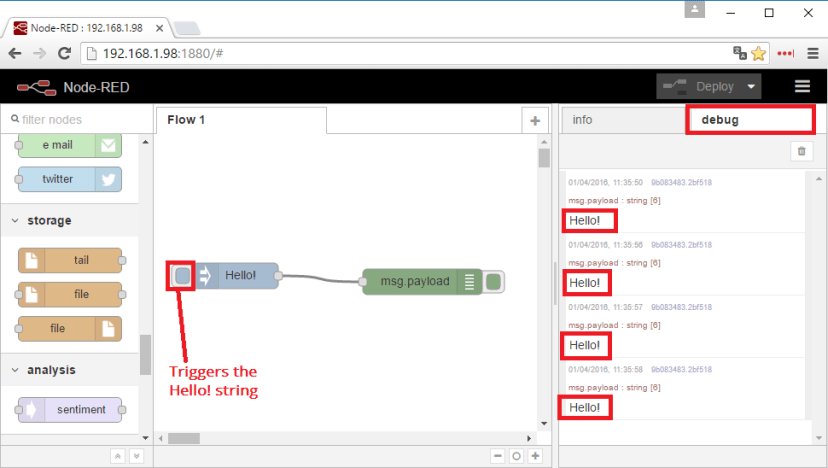 Node-RED : 192.168.1.98
192.168.1.98:1880/#
Node-RED
Deploy
filter nodes
e mail
twitter
storage
tail
file
file
analysis
sentiment
Flow 1
Hello!
msg.payload
Triggers the
Hello! string
info
debug
01/04/2016, 11:35:50 9b083483.2bf518
msg.payload : string [6]
Hello!
01/04/2016, 11:35:56 9b083483.2bf518
msg.payload : string [6]
Hello!
01/04/2016, 11:35:57 9b083483.2bf518
msg.payload : string [6]
Hello!
01/04/2016, 11:35:58 9b083483.2bf518
msg.payload : string [6]
Hello!